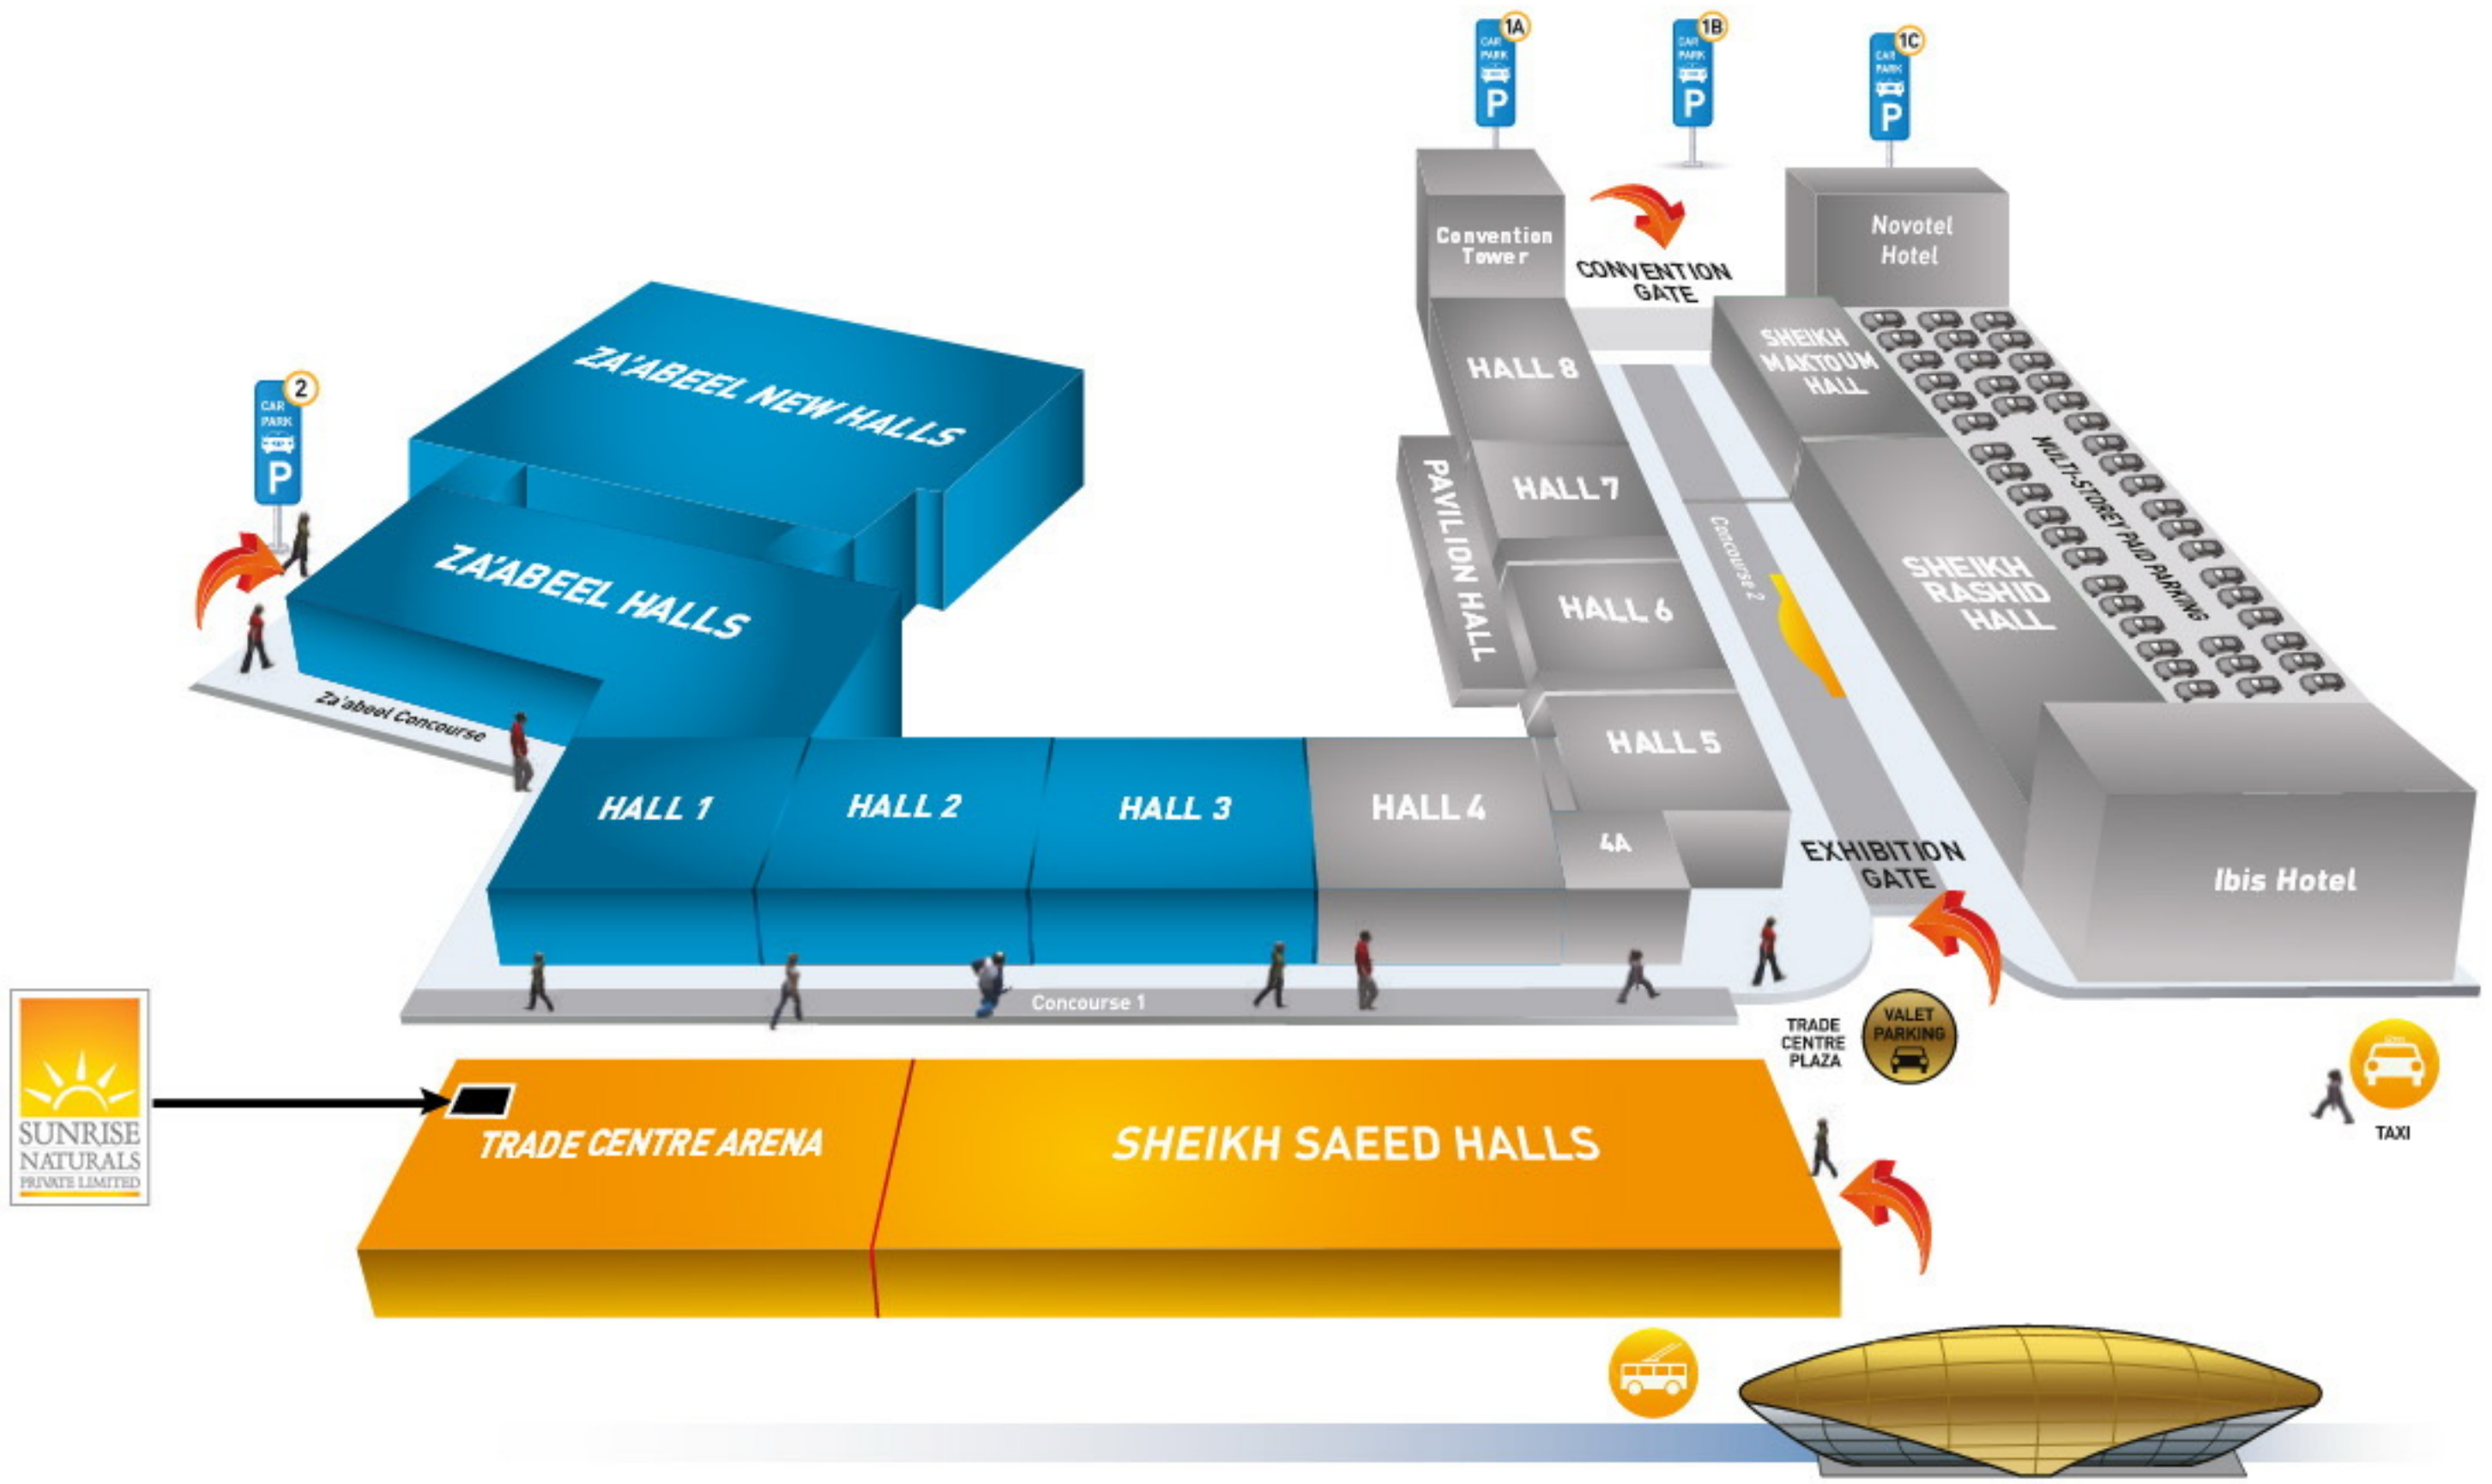 1A
CAR
PARK
P
1B
CAR
PARK
P
1C
CAR
PARK
P
Convention
Tower
CONVENTION
GATE
Novotel
Hotel
ZA'ABEEL NEW HALLS
HALL 8
SHEIKH
MAKTOUM
HALL
2
CAR
PARK
P
MULTI-STOREY PAID PARKING
PAVILION HALL
HALL 7
Concourse 2
ZA'ABEEL HALLS
HALL 6
SHEIKH
RASHID
HALL
Za'abeel Concourse
HALL 5
HALL 1
HALL 2
HALL 3
HALL 4
4A
EXHIBITION
GATE
Ibis Hotel
Concourse 1
TRADE
CENTRE
PLAZA
VALET
PARKING
TAXI
SUNRISE
NATURALS
PRIVATE LIMITED
TRADE CENTRE ARENA
SHEIKH SAEED HALLS